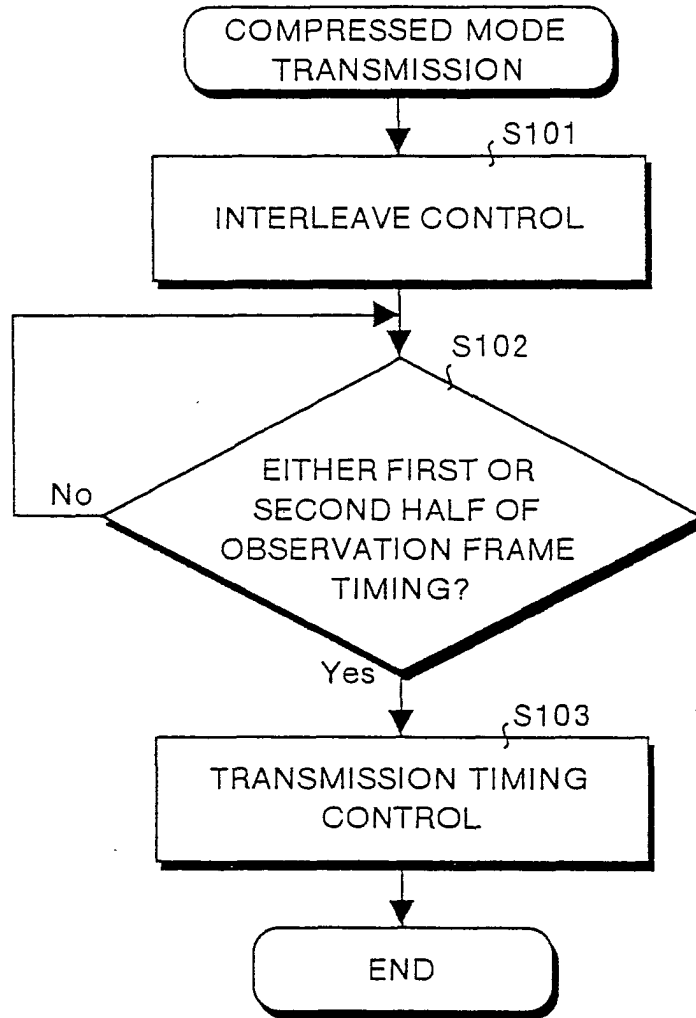 COMPRESSED MODE
TRANSMISSION
S101
INTERLEAVE CONTROL
S102
EITHER FIRST OR
SECOND HALF OF
OBSERVATION FRAME
TIMING?
No
Yes
S103
TRANSMISSION TIMING
CONTROL
END